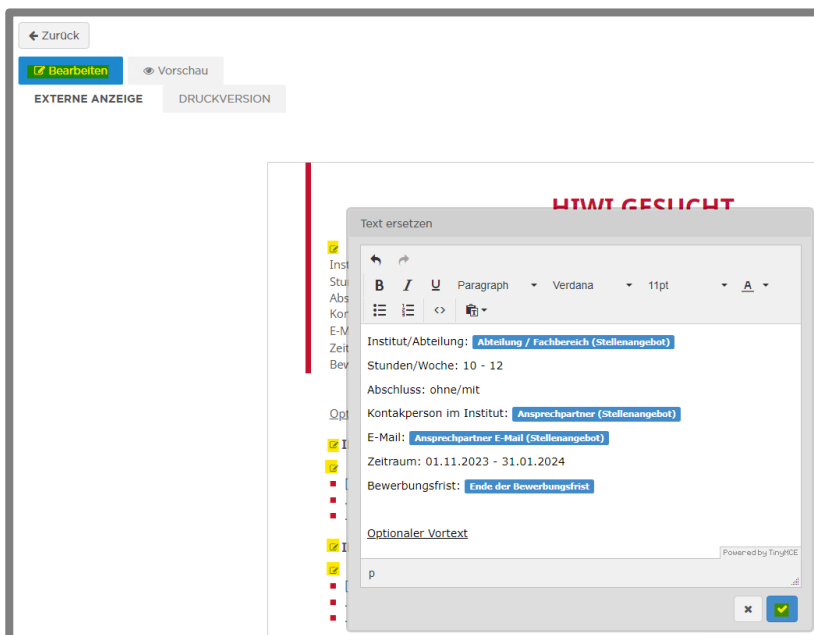 Zurück
Bearbeiten
Vorschau
EXTERNE ANZEIGE
DRUCKVERSION
HIWI GESUCHT
Text ersetzen
B I U Paragraph Verdana 11pt A
Institut/Abteilung: Abteilung / Fachbereich (Stellenangebot)
Stunden/Woche: 10 - 12
Abschluss: ohne/mit
Kontakperson im Institut: Ansprechpartner (Stellenangebot)
E-Mail: Ansprechpartner E-Mail (Stellenangebot)
Zeitraum: 01.11.2023 - 31.01.2024
Bewerbungsfrist: Ende der Bewerbungsfrist
Optionaler Vortext
Powered by TinyMCE
p